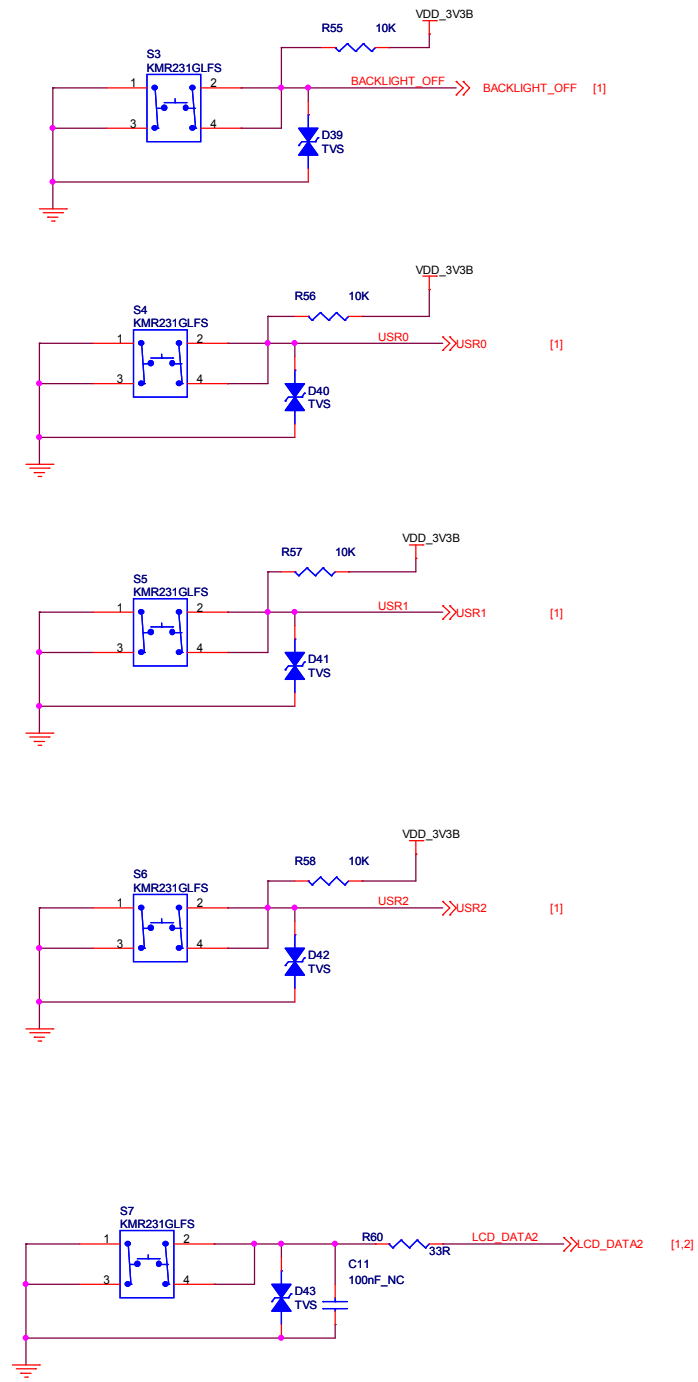 VDD_3V3B
R55 10K
S3
KMR231GLFS
1 2
BACKLIGHT_OFF BACKLIGHT_OFF [1]
3 4
D39
TVS
VDD_3V3B
R56 10K
S4
KMR231GLFS
1 2 USR0 USR0 [1]
3 4
D40
TVS
VDD_3V3B
R57 10K
S5
KMR231GLFS
1 2 USR1 USR1 [1]
3 4
D41
TVS
VDD_3V3B
R58 10K
S6
KMR231GLFS
1 2 USR2 USR2 [1]
3 4
D42
TVS
S7
KMR231GLFS
1 2 R60 33R LCD_DATA2 LCD_DATA2 [1,2]
3 4
C11
100nF_NC
D43
TVS